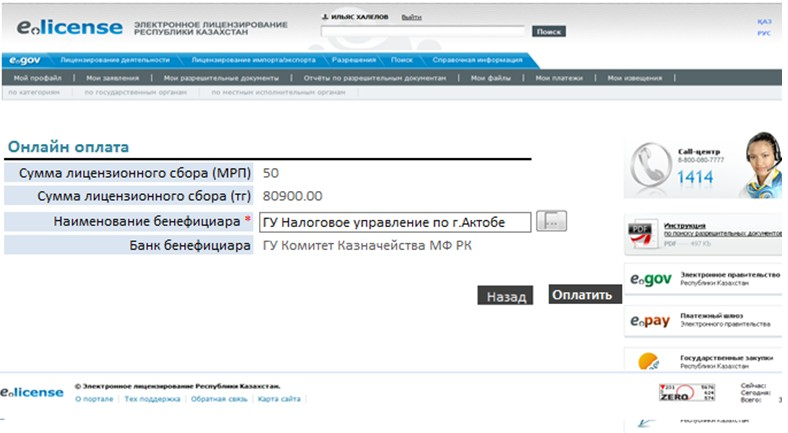 e.license ЭЛЕКТРОННОЕ ЛИЦЕНЗИРОВАНИЕ
РЕСПУБЛИКИ КАЗАХСТАН
ИЛЬЯС ХАЛЕЛОВ Выйти
Поиск
ҚАЗ
РУС
e.gov Лицензирование деятельности Лицензирование импорта/экспорта Разрешения Поиск Справочная информация
Мой профайл | Мои заявления | Мои разрешительные документы | Отчёты по разрешительным документам | Мои файлы | Мои платежи | Мои извещения |
по категориям | по государственным органам | по местным исполнительным органам |
Онлайн оплата
Сумма лицензионного сбора (МРП) 50
Сумма лицензионного сбора (тг) 80900.00
Наименование бенефициара * ГУ Налоговое управление по г.Актобе ...
Банк бенефициара ГУ Комитет Казначейства МФ РК
Назад Оплатить
Call-центр
8-800-080-7777
1414
PDF
Инструкция
по поиску разрешительных документов
PDF — 497 Kb
e.gov Электронное правительство
Республики Казахстан
e.pay Платежный шлюз
Электронного правительства
Государственные закупки
Республики Казахстан
e.license © Электронное лицензирование Республики Казахстан.
О портале | Тех поддержка | Обратная связь | Карта сайта |
ZERO
Сейчас:
Сегодня:
Всего: 3
Республики Казахстан